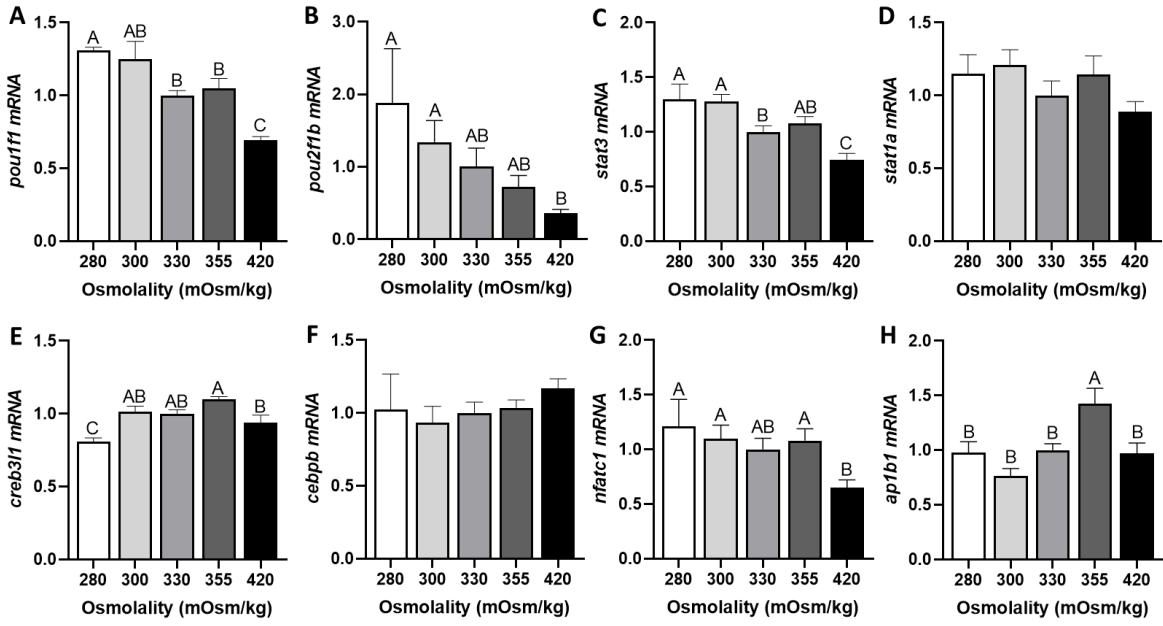 A
pou1f1 mRNA
1.5
1.0
0.5
0.0
A
AB
B
B
C
280 300 330 355 420
Osmolality (mOsm/kg)
B
pou2f1b mRNA
3.0
2.0
1.0
0.0
A
A
AB
AB
B
280 300 330 355 420
Osmolality (mOsm/kg)
C
stat3 mRNA
2.0
1.5
1.0
0.5
0.0
A
A
B
AB
C
280 300 330 355 420
Osmolality (mOsm/kg)
D
stat1a mRNA
1.5
1.0
0.5
0.0
280 300 330 355 420
Osmolality (mOsm/kg)
E
creb3l1 mRNA
1.5
1.0
0.5
0.0
C
AB
AB
A
B
280 300 330 355 420
Osmolality (mOsm/kg)
F
cebpb mRNA
1.5
1.0
0.5
0.0
280 300 330 355 420
Osmolality (mOsm/kg)
G
nfatc1 mRNA
2.0
1.5
1.0
0.5
0.0
A
A
AB
A
B
280 300 330 355 420
Osmolality (mOsm/kg)
H
ap1b1 mRNA
2.0
1.5
1.0
0.5
0.0
B
B
B
A
B
280 300 330 355 420
Osmolality (mOsm/kg)